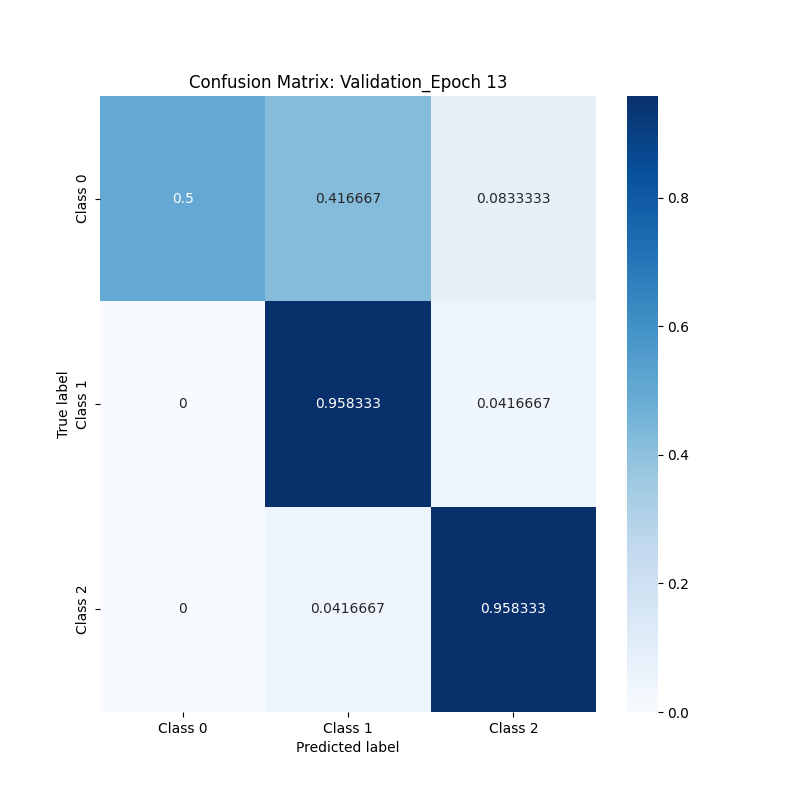 Confusion Matrix: Validation_Epoch 13
True label
Class 0
0.5 0.416667 0.0833333
Class 1
0 0.958333 0.0416667
Class 2
0 0.0416667 0.958333
Class 0 Class 1 Class 2
Predicted label
0.8
0.6
0.4
0.2
0.0